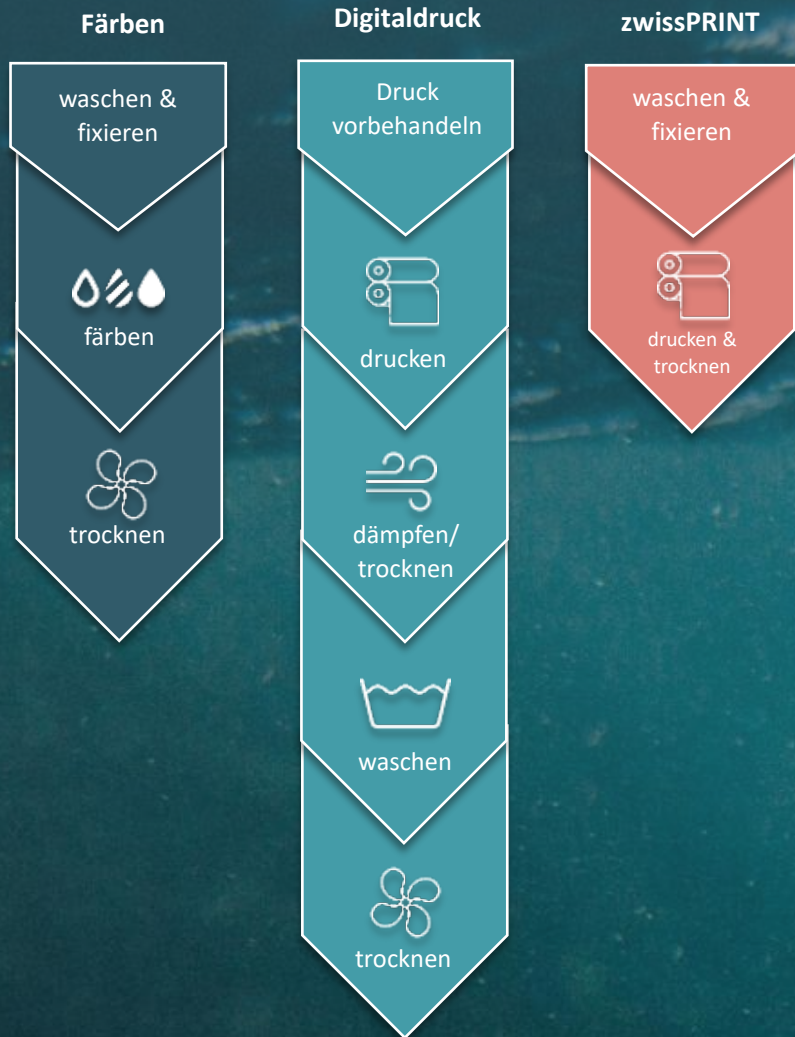 Färben
waschen &
fixieren
färben
trocknen
Digitaldruck
Druck
vorbehandeln
drucken
dämpfen/
trocknen
waschen
trocknen
zwissPRINT
waschen &
fixieren
drucken &
trocknen